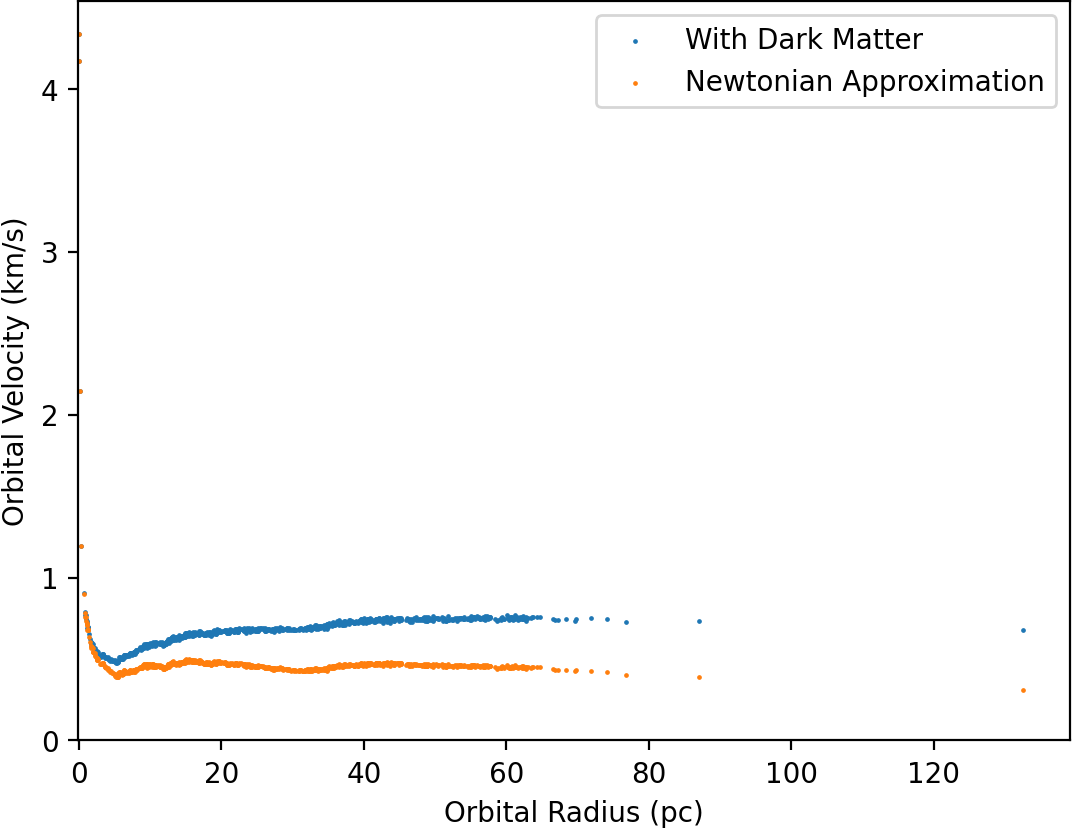 With Dark Matter
Newtonian Approximation
Orbital Velocity (km/s)
4
3
2
1
0
0 20 40 60 80 100 120
Orbital Radius (pc)